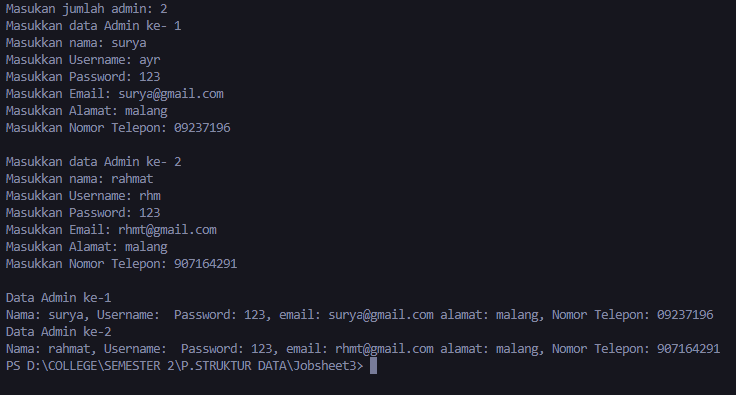 Masukan jumlah admin: 2
Masukkan data Admin ke- 1
Masukkan nama: surya
Masukkan Username: ayr
Masukkan Password: 123
Masukkan Email: surya@gmail.com
Masukkan Alamat: malang
Masukkan Nomor Telepon: 09237196
Masukkan data Admin ke- 2
Masukkan nama: rahmat
Masukkan Username: rhm
Masukkan Password: 123
Masukkan Email: rhmt@gmail.com
Masukkan Alamat: malang
Masukkan Nomor Telepon: 907164291
Data Admin ke-1
Nama: surya, Username:  Password: 123, email: surya@gmail.com alamat: malang, Nomor Telepon: 09237196
Data Admin ke-2
Nama: rahmat, Username:  Password: 123, email: rhmt@gmail.com alamat: malang, Nomor Telepon: 907164291
PS D:\COLLEGE\SEMESTER 2\P.STRUKTUR DATA\Jobsheet3>